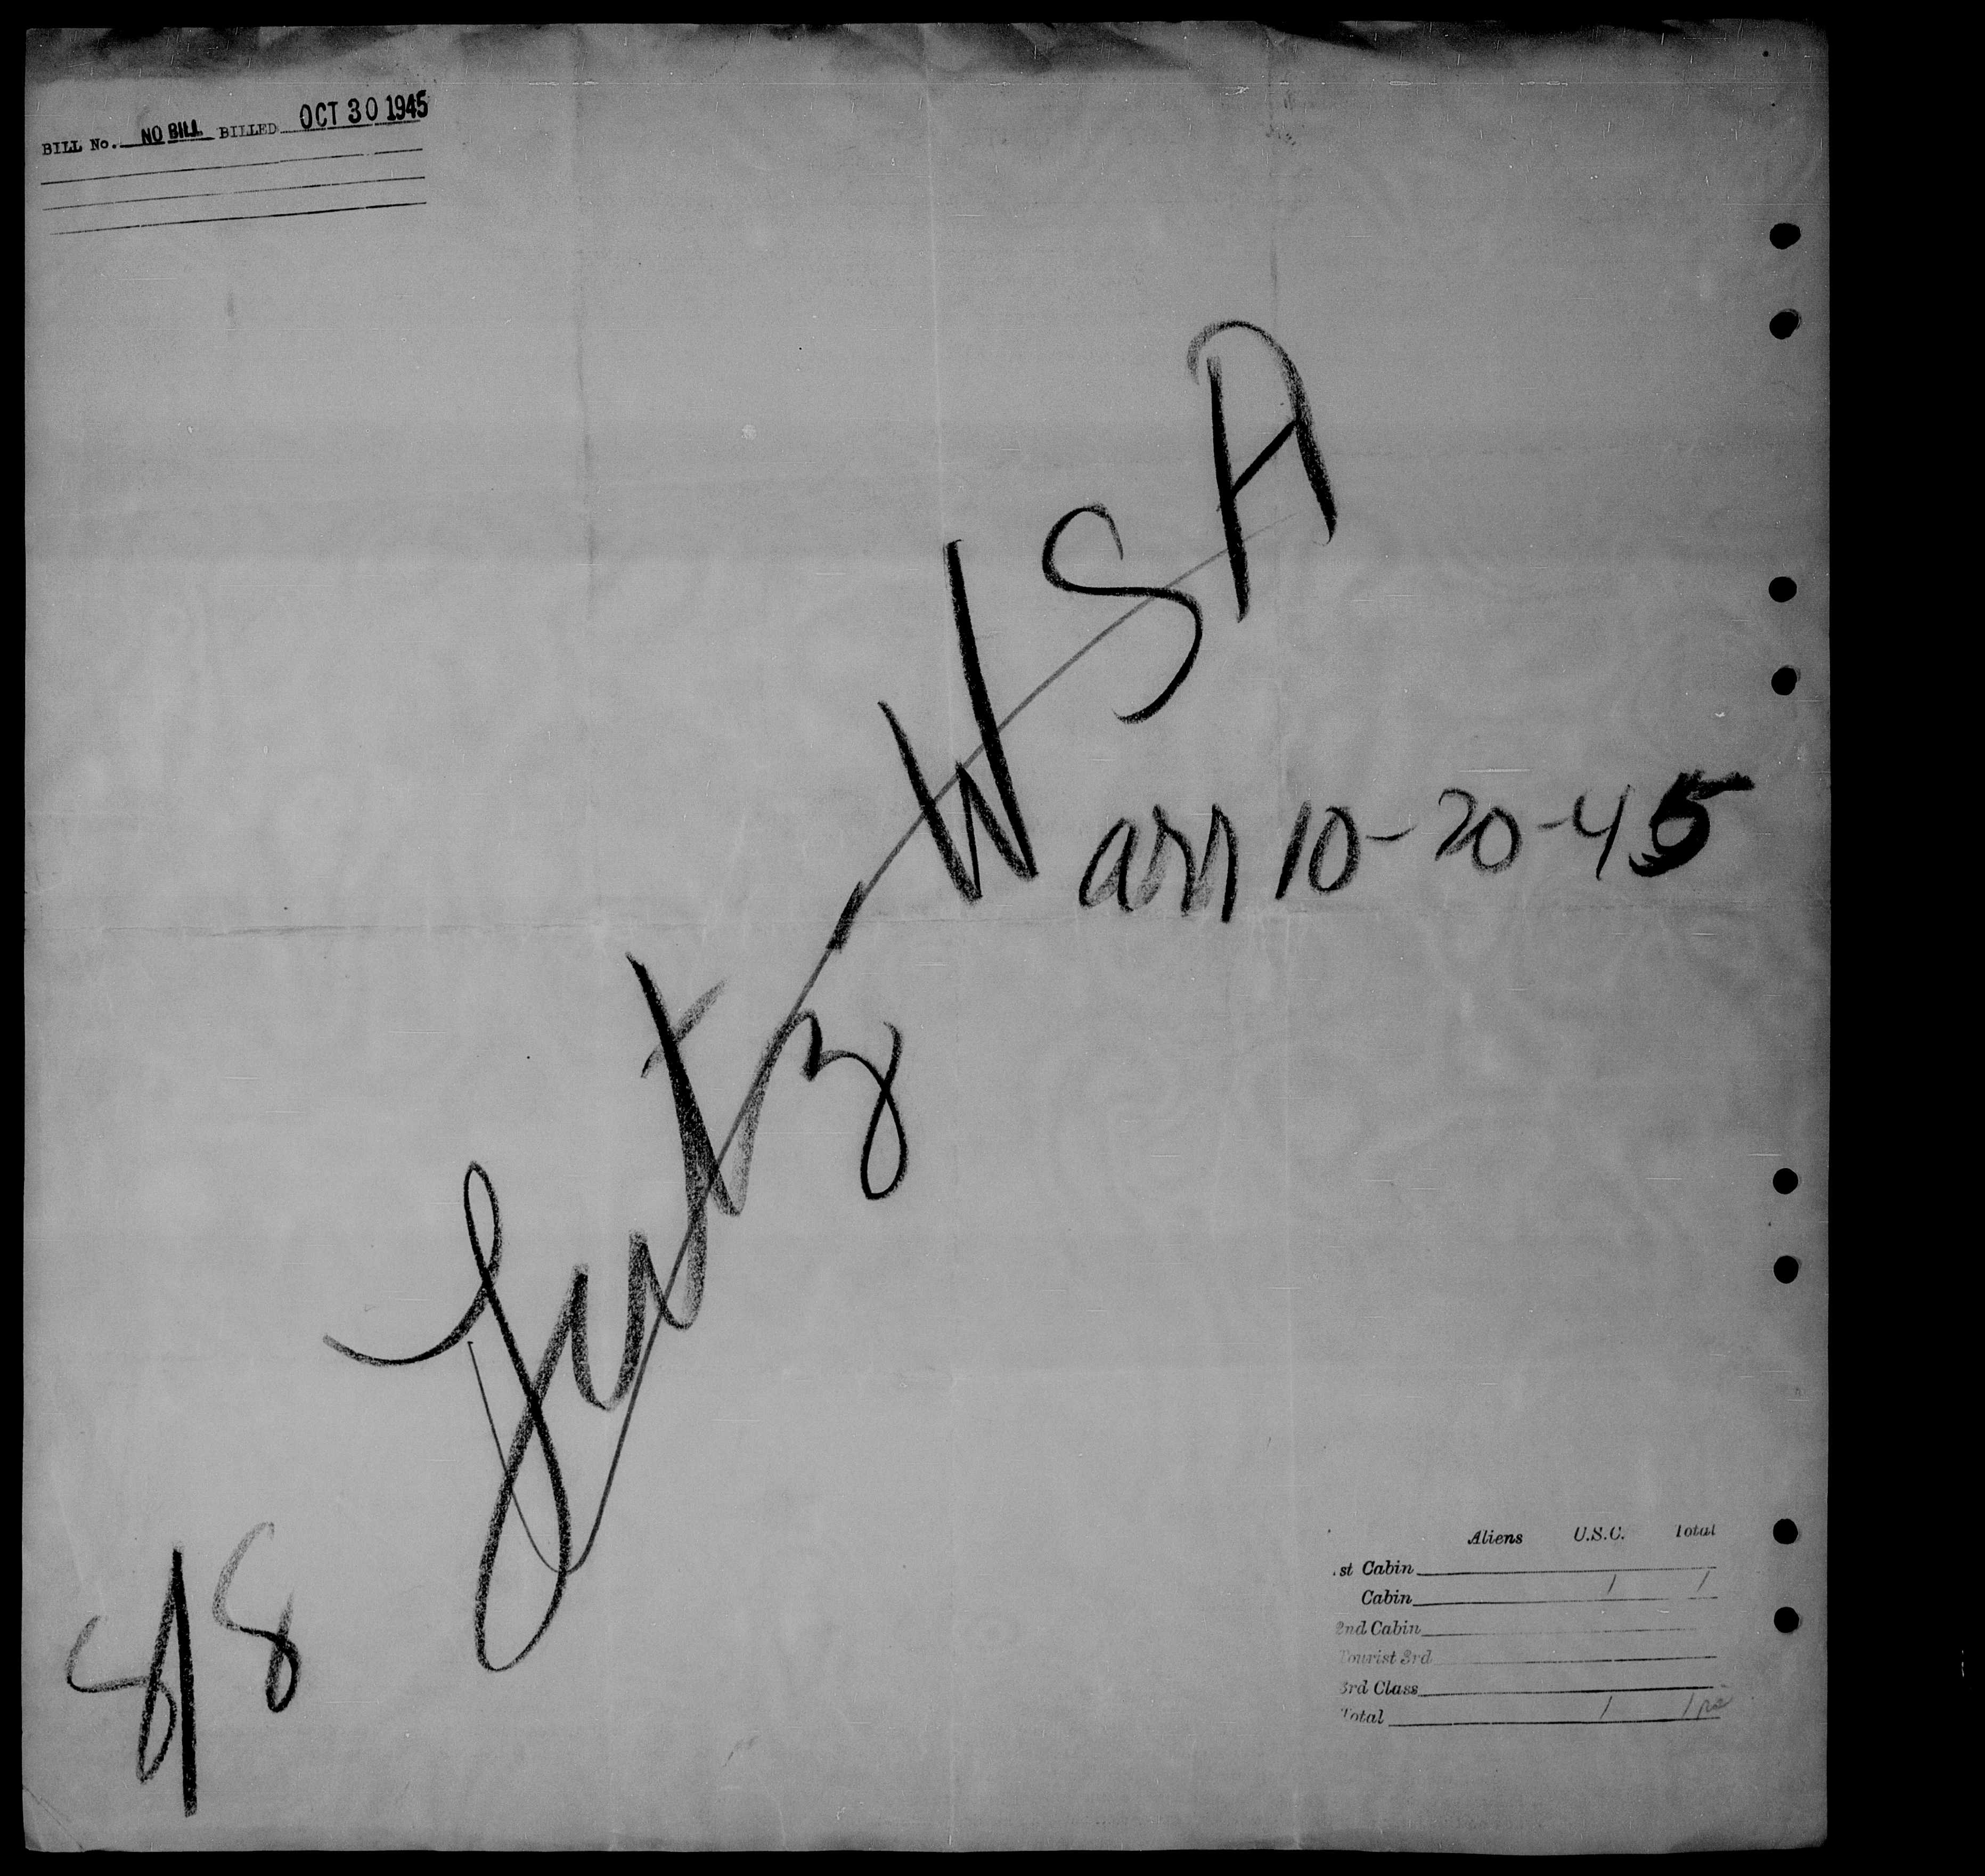 BILL No. NO BILL BILLED OCT 30 1945
WSA
arr 10-20-45
Aliens U.S.C. Total
st Cabin
Cabin 1 1
2nd Cabin
Tourist 3rd
3rd Class
Total 1 1